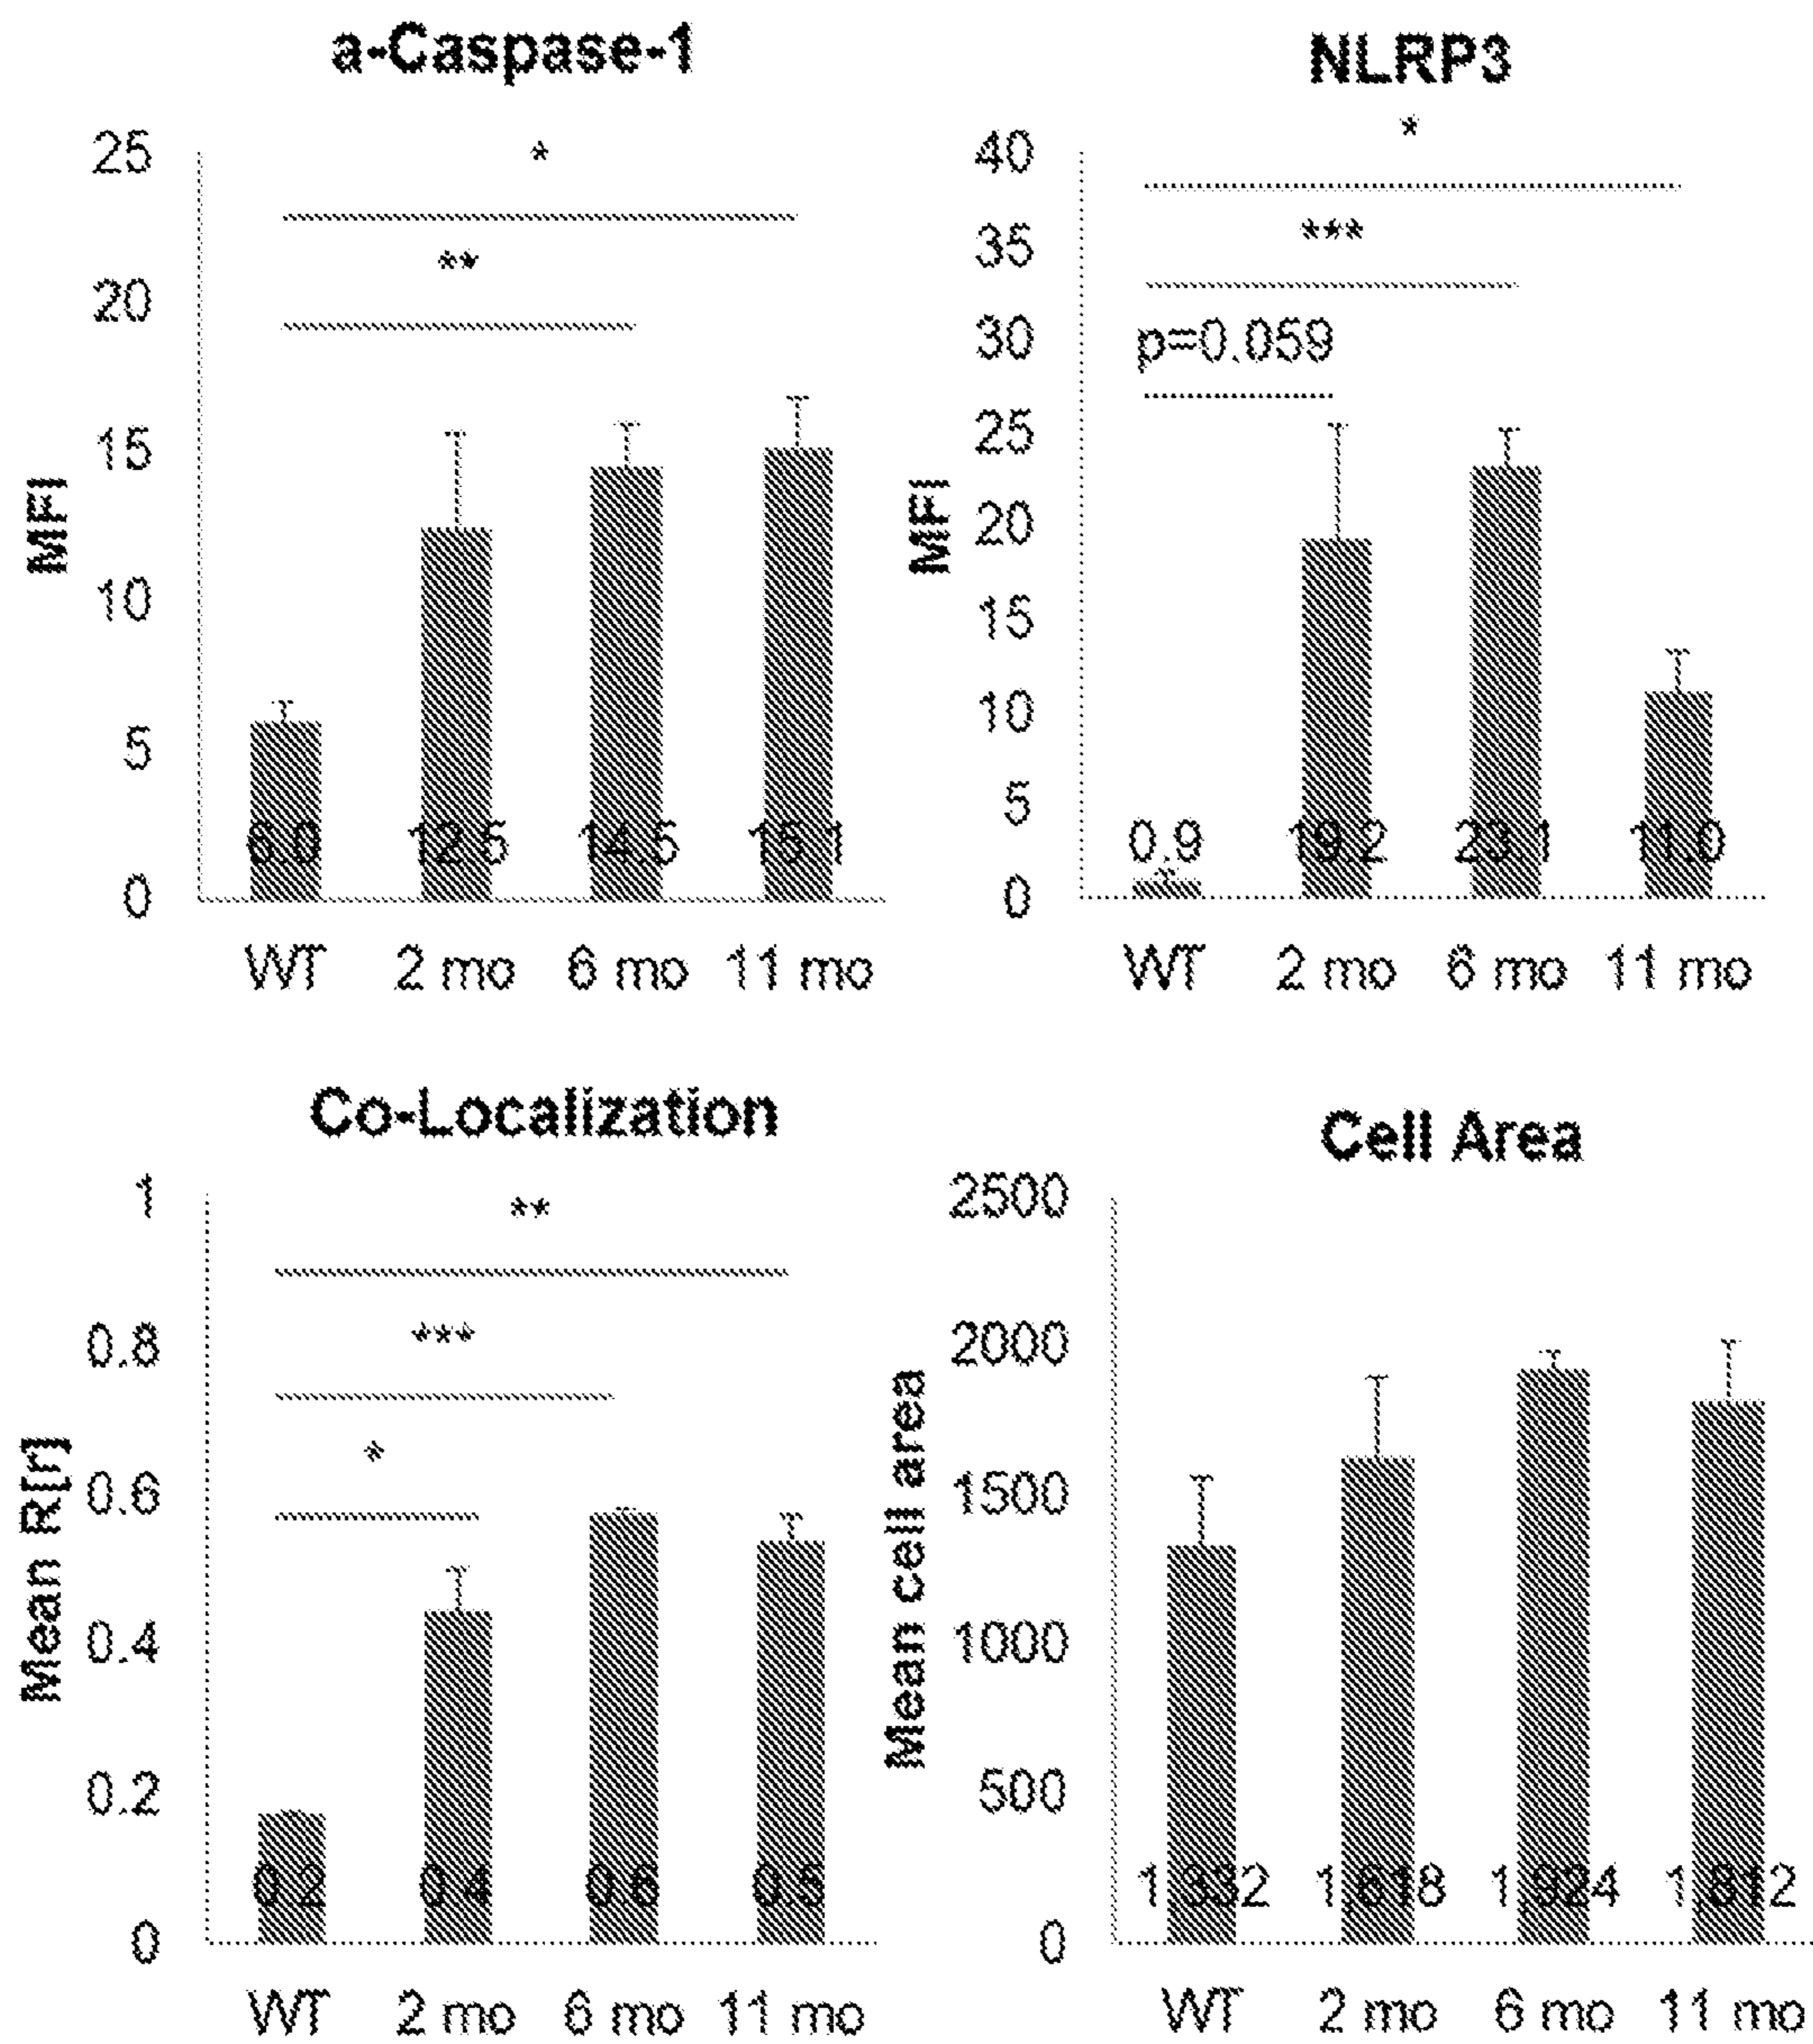 a-Caspase-1
25
20
15
10
5
0
MFI
*
**
6.0 12.5 14.5 15.1
WT 2 mo 6 mo 11 mo
NLRP3
40
35
30
25
20
15
10
5
0
MFI
*
***
p=0.059
0.9 19.2 23.1 11.0
WT 2 mo 6 mo 11 mo
Co-Localization
1
0.8
0.6
0.4
0.2
0
Mean R[r]
**
***
*
0.2 0.4 0.6 0.5
WT 2 mo 6 mo 11 mo
Cell Area
2500
2000
1500
1000
500
0
Mean cell area
1,332 1,618 1,924 1,812
WT 2 mo 6 mo 11 mo